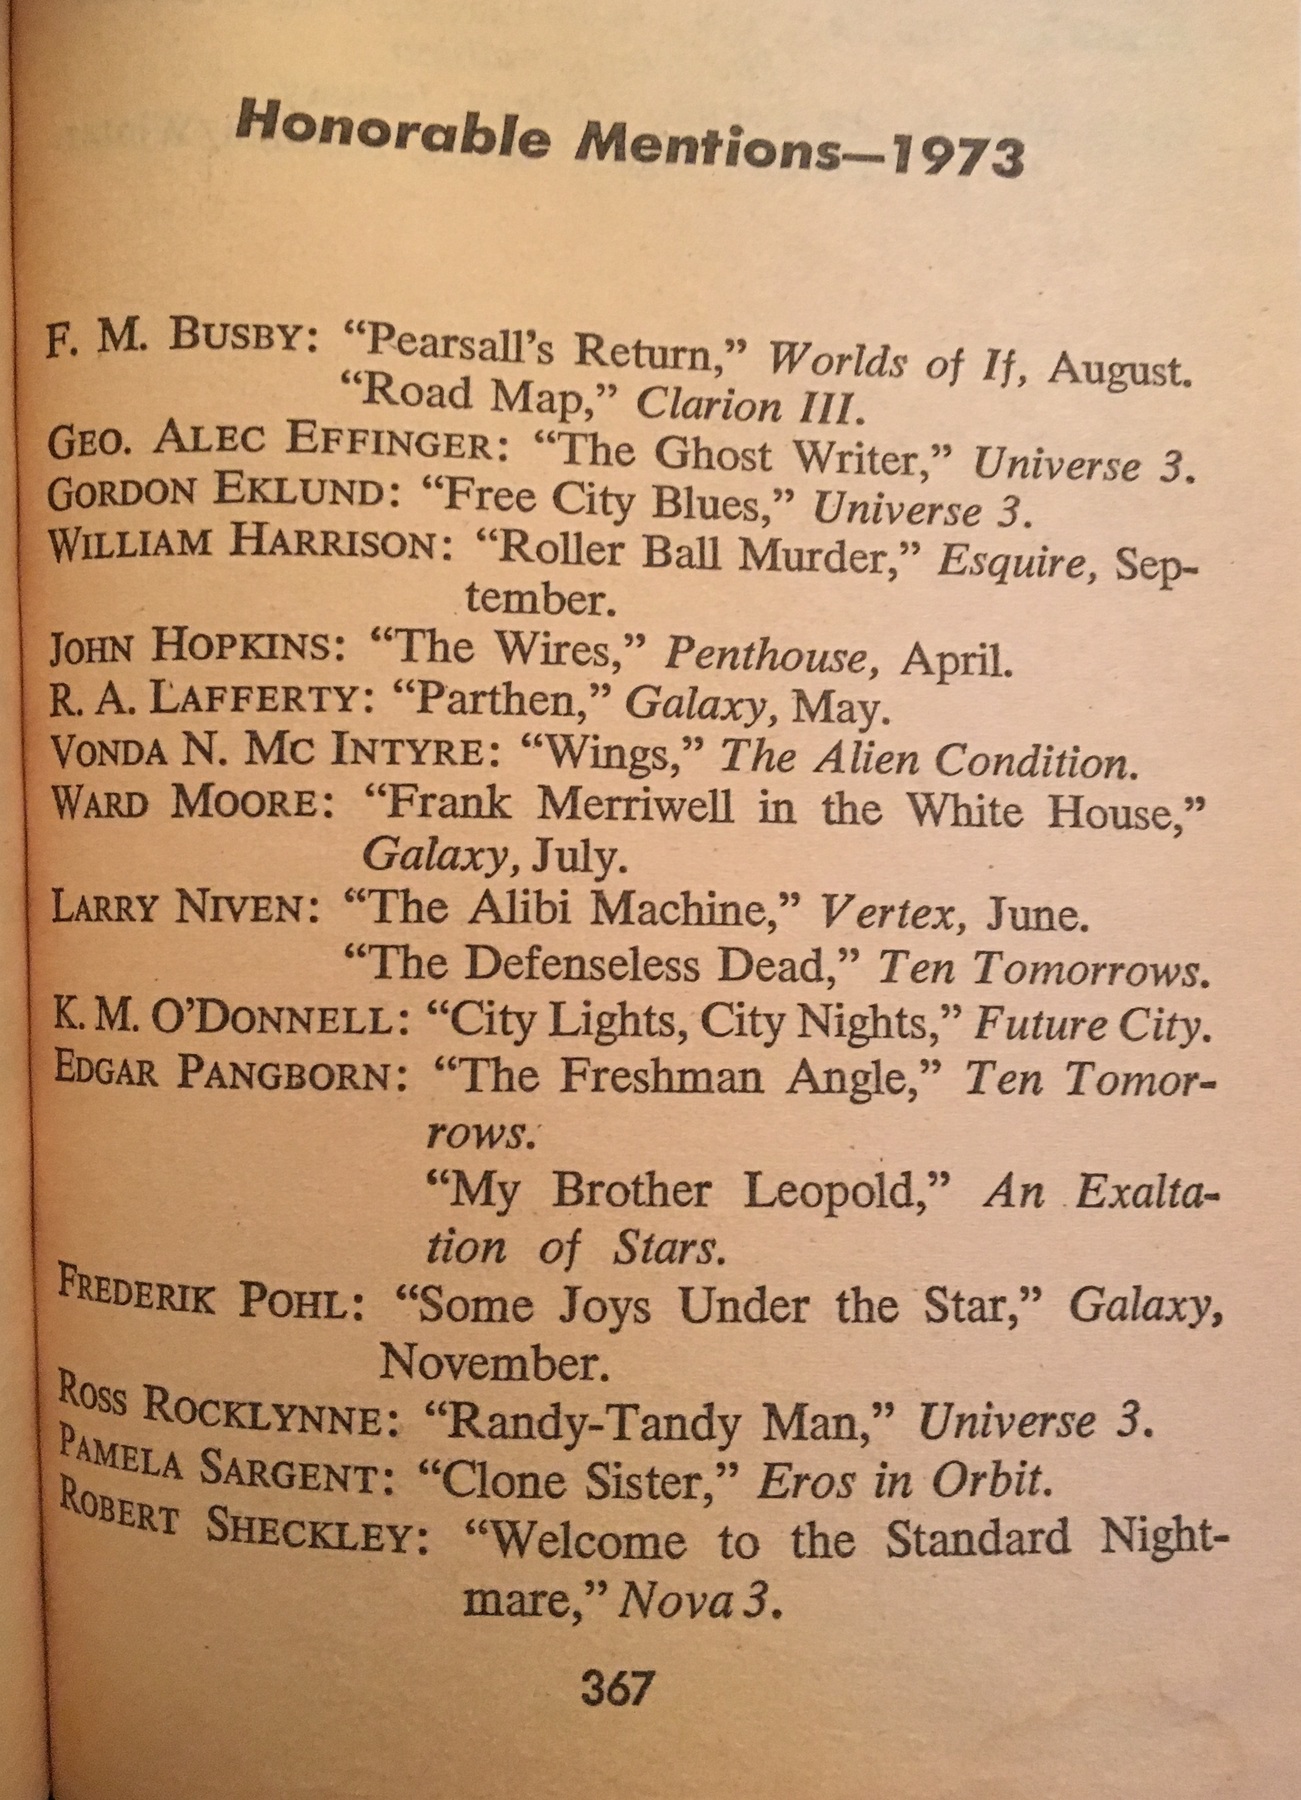 Honorable Mentions—1973
F. M. BUSBY: “Pearsall’s Return,” Worlds of If, August.
“Road Map,” Clarion III.
GEO. ALEC EFFINGER: “The Ghost Writer,” Universe 3.
GORDON EKLUND: “Free City Blues,” Universe 3.
WILLIAM HARRISON: “Roller Ball Murder,” Esquire, Sep-
tember.
JOHN HOPKINS: “The Wires,” Penthouse, April.
R. A. LAFFERTY: “Parthen,” Galaxy, May.
VONDA N. MC INTYRE: “Wings,” The Alien Condition.
WARD MOORE: “Frank Merriwell in the White House,”
Galaxy, July.
LARRY NIVEN: “The Alibi Machine,” Vertex, June.
“The Defenseless Dead,” Ten Tomorrows.
K. M. O’DONNELL: “City Lights, City Nights,” Future City.
EDGAR PANGBORN: “The Freshman Angle,” Ten Tomor-
rows.
“My Brother Leopold,” An Exalta-
tion of Stars.
FREDERIK POHL: “Some Joys Under the Star,” Galaxy,
November.
ROSS ROCKLYNNE: “Randy-Tandy Man,” Universe 3.
PAMELA SARGENT: “Clone Sister,” Eros in Orbit.
ROBERT SHECKLEY: “Welcome to the Standard Night-
mare,” Nova 3.
367